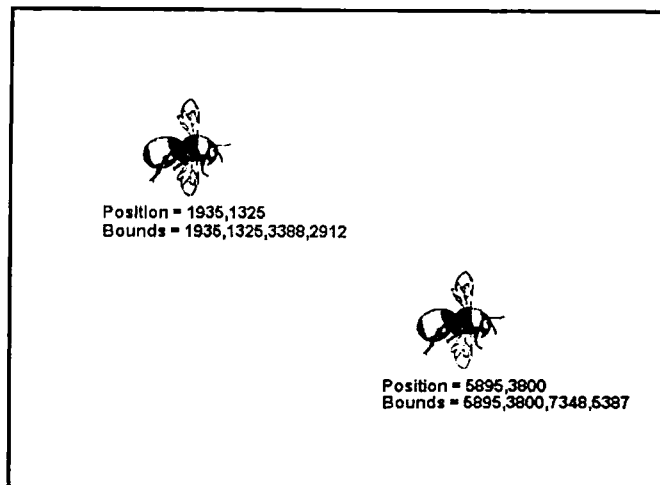 Position = 1935,1325
Bounds = 1935,1325,3388,2912
Position = 5895,3800
Bounds = 5895,3800,7348,5387